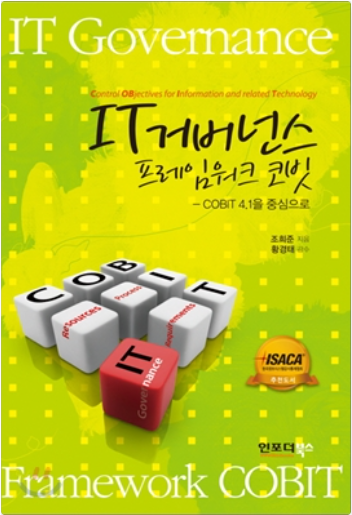 IT Governance
Control OBjectives for Information and related Technology
IT거버넌스
프레임워크 코빗
- COBIT 4.1을 중심으로
조희준 지음
황경태 감수
COBIT
Process
Resources
Requirements
IT
Governance
ISACA®
추천도서
인포더북스
Framework COBIT